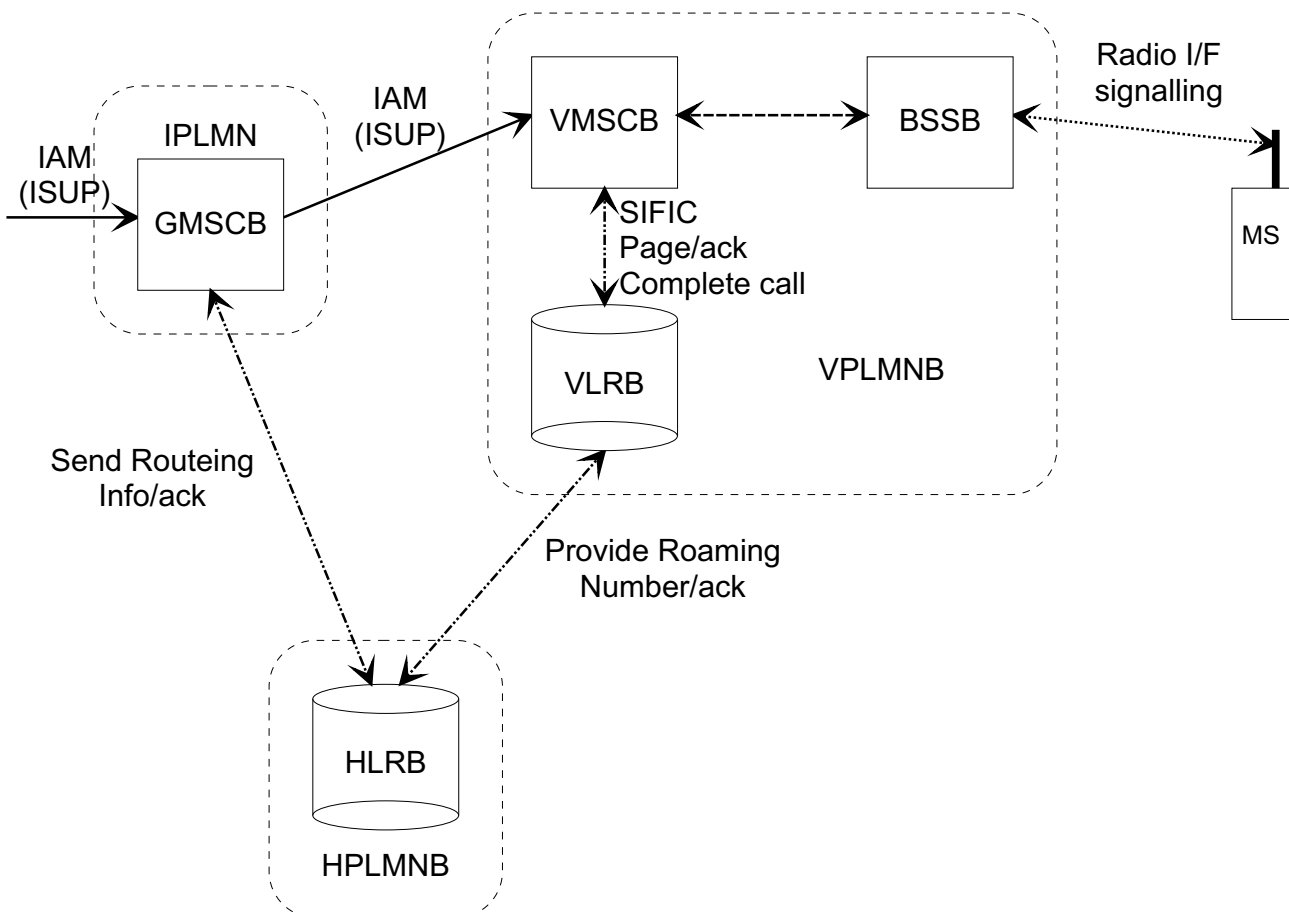 IAM
(ISUP)
IPLMN
GMSCB
IAM
(ISUP)
VMSCB
BSSB
Radio I/F
signalling
MS
SIFIC
Page/ack
Complete call
VLRB
VPLMNB
Send Routeing
Info/ack
Provide Roaming
Number/ack
HLRB
HPLMNB